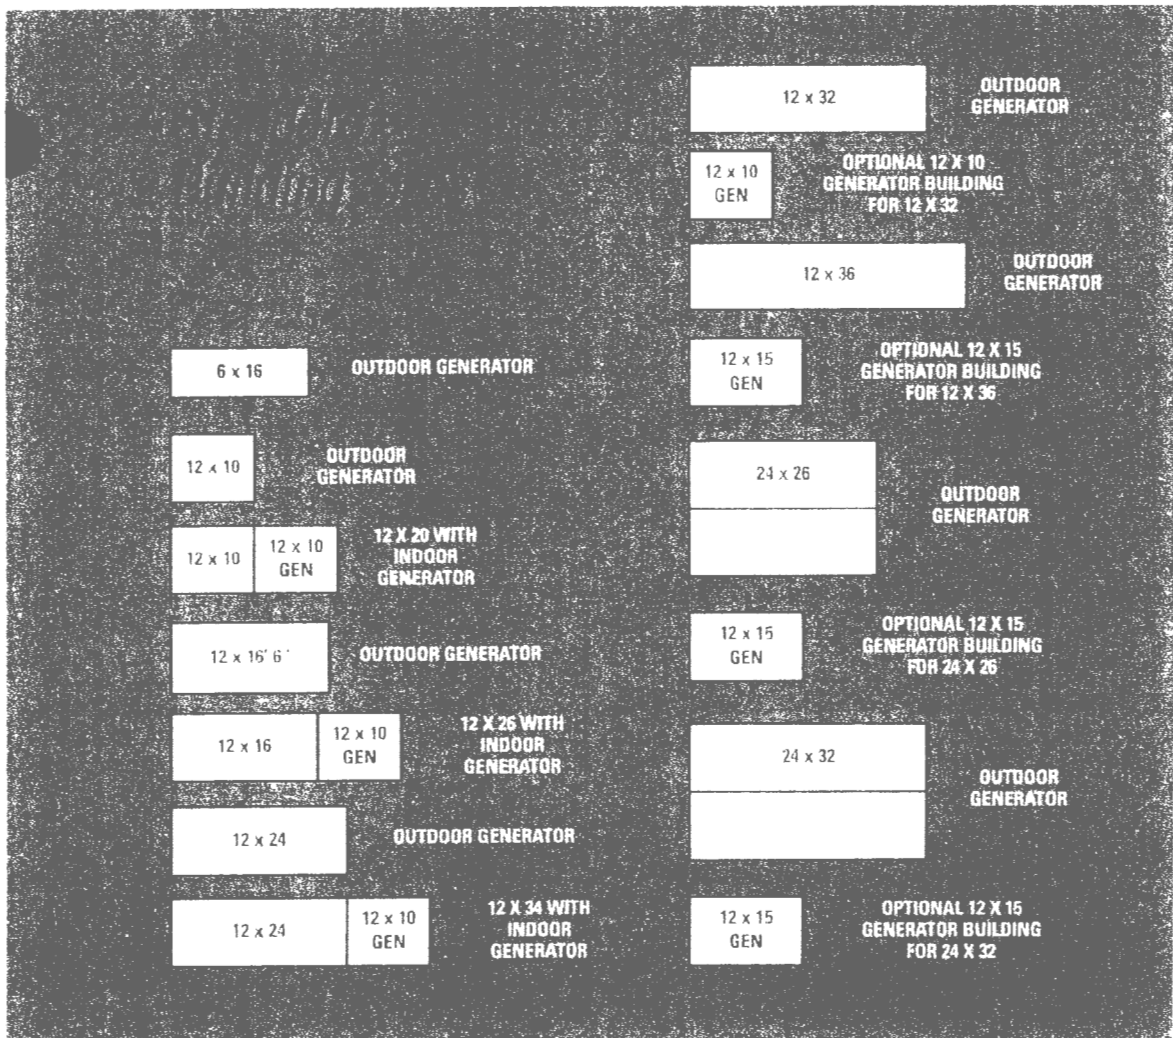 6 x 16
OUTDOOR GENERATOR
12 x 10
OUTDOOR
GENERATOR
12 x 10
12 x 10
GEN
12 X 20 WITH
INDOOR
GENERATOR
12 x 16' 6"
OUTDOOR GENERATOR
12 x 16
12 x 10
GEN
12 X 26 WITH
INDOOR
GENERATOR
12 x 24
OUTDOOR GENERATOR
12 x 24
12 x 10
GEN
12 X 34 WITH
INDOOR
GENERATOR
12 x 32
OUTDOOR
GENERATOR
12 x 10
GEN
OPTIONAL 12 X 10
GENERATOR BUILDING
FOR 12 X 32
12 x 36
OUTDOOR
GENERATOR
12 x 15
GEN
OPTIONAL 12 X 15
GENERATOR BUILDING
FOR 12 X 36
24 x 26
OUTDOOR
GENERATOR
12 x 15
GEN
OPTIONAL 12 X 15
GENERATOR BUILDING
FOR 24 X 26
24 x 32
OUTDOOR
GENERATOR
12 x 15
GEN
OPTIONAL 12 X 15
GENERATOR BUILDING
FOR 24 X 32